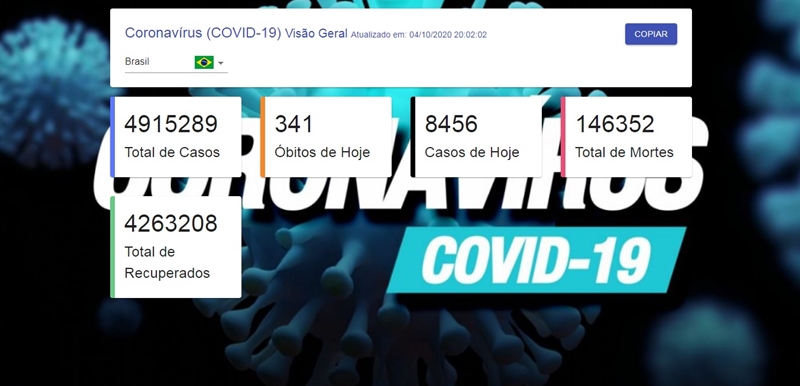 Coronavírus (COVID-19) Visão Geral Atualizado em: 04/10/2020 20:02:02
COPIAR
Brasil
4915289
Total de Casos
341
Óbitos de Hoje
8456
Casos de Hoje
146352
Total de Mortes
CORONAVÍRUS
4263208
Total de
Recuperados
COVID-19